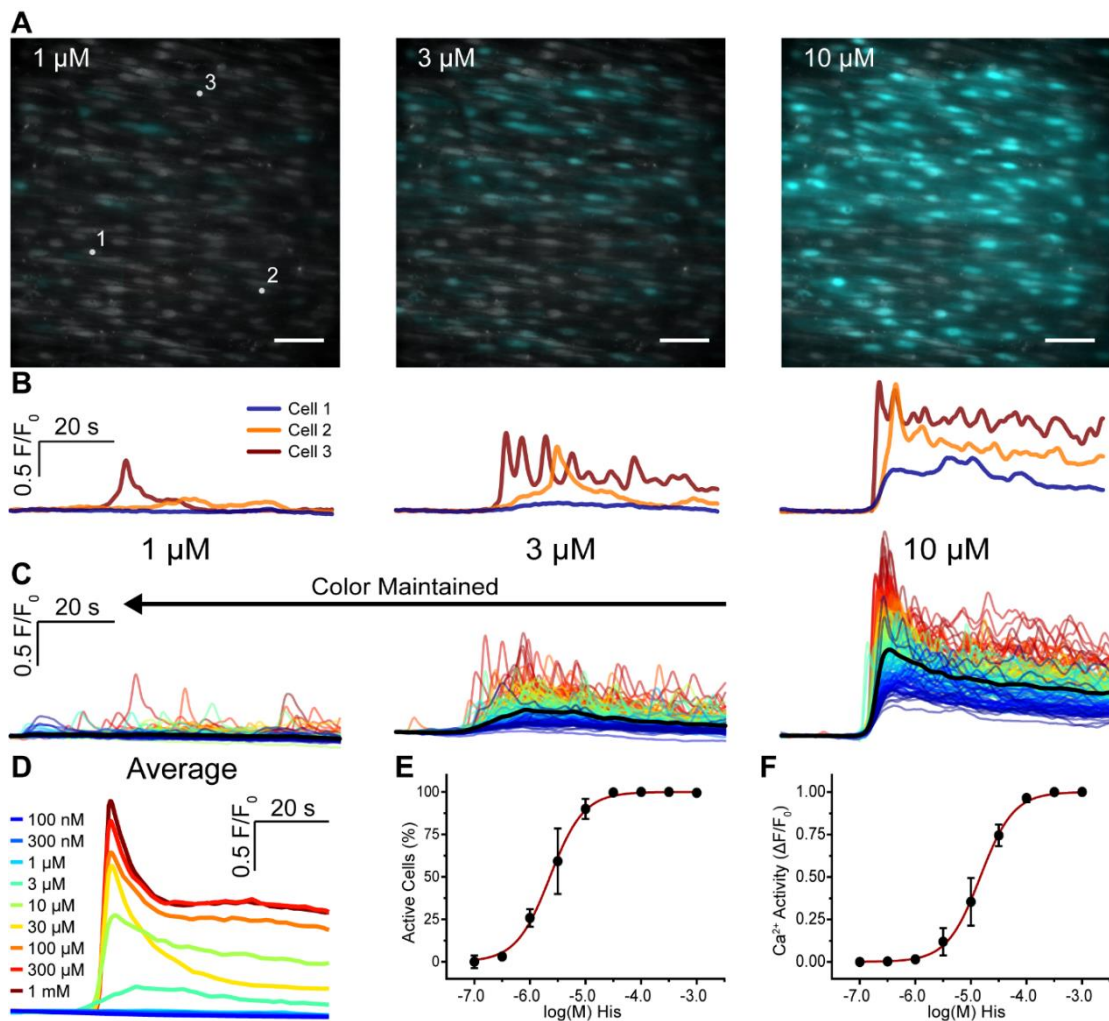 A
1 µM
3 µM
10 µM
3
1
2
B
0.5 F/F0
20 s
Cell 1
Cell 2
Cell 3
1 µM
3 µM
10 µM
C
Color Maintained
0.5 F/F0
20 s
D
Average
100 nM
300 nM
1 µM
3 µM
10 µM
30 µM
100 µM
300 µM
1 mM
0.5 F/F0
20 s
E
Active Cells (%)
100
75
50
25
0
-7.0 -6.0 -5.0 -4.0 -3.0
log(M) His
F
Ca²⁺ Activity (ΔF/F0)
1.00
0.75
0.50
0.25
0.00
-7.0 -6.0 -5.0 -4.0 -3.0
log(M) His